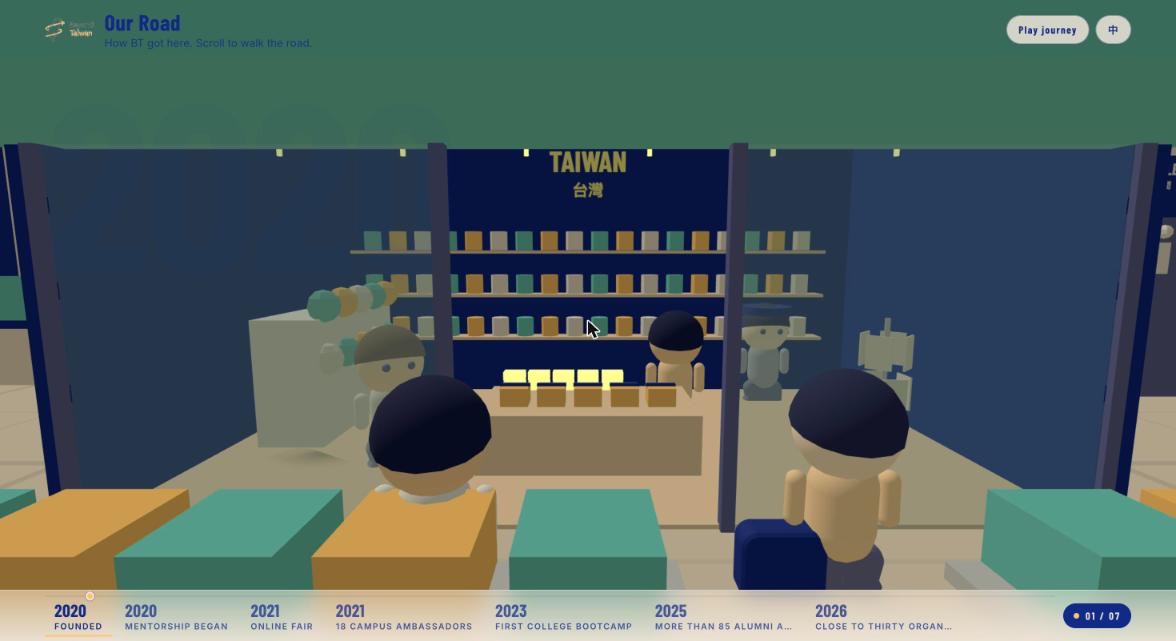 Taiwan
Our Road
How BT got here. Scroll to walk the road.
Play journey
中
2020
TAIWAN
台灣
2020
FOUNDED
2020
MENTORSHIP BEGAN
2021
ONLINE FAIR
2021
18 CAMPUS AMBASSADORS
2023
FIRST COLLEGE BOOTCAMP
2025
MORE THAN 85 ALUMNI A...
2026
CLOSE TO THIRTY ORGAN...
01 / 07